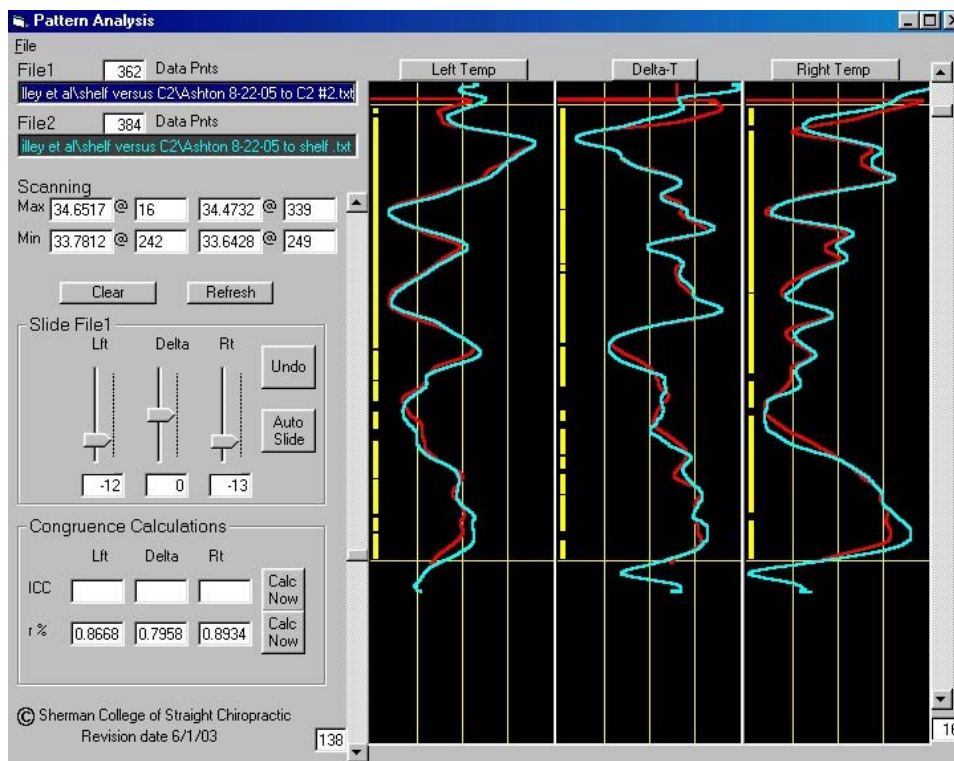 Pattern Analysis
File
File1 362 Data Pnts
lley et al\shelf versus C2\Ashton 8-22-05 to C2 #2.txt
File2 384 Data Pnts
illey et al\shelf versus C2\Ashton 8-22-05 to shelf .txt
Scanning
Max 34.6517 @ 16 34.4732 @ 339
Min 33.7812 @ 242 33.6428 @ 249
Clear Refresh
Slide File1
Lft Delta Rt
Undo
Auto
Slide
-12 0 -13
Congruence Calculations
Lft Delta Rt
ICC Calc
Now
r % 0.8668 0.7958 0.8934 Calc
Now
© Sherman College of Straight Chiropractic
Revision date 6/1/03
138
Left Temp Delta-T Right Temp
16